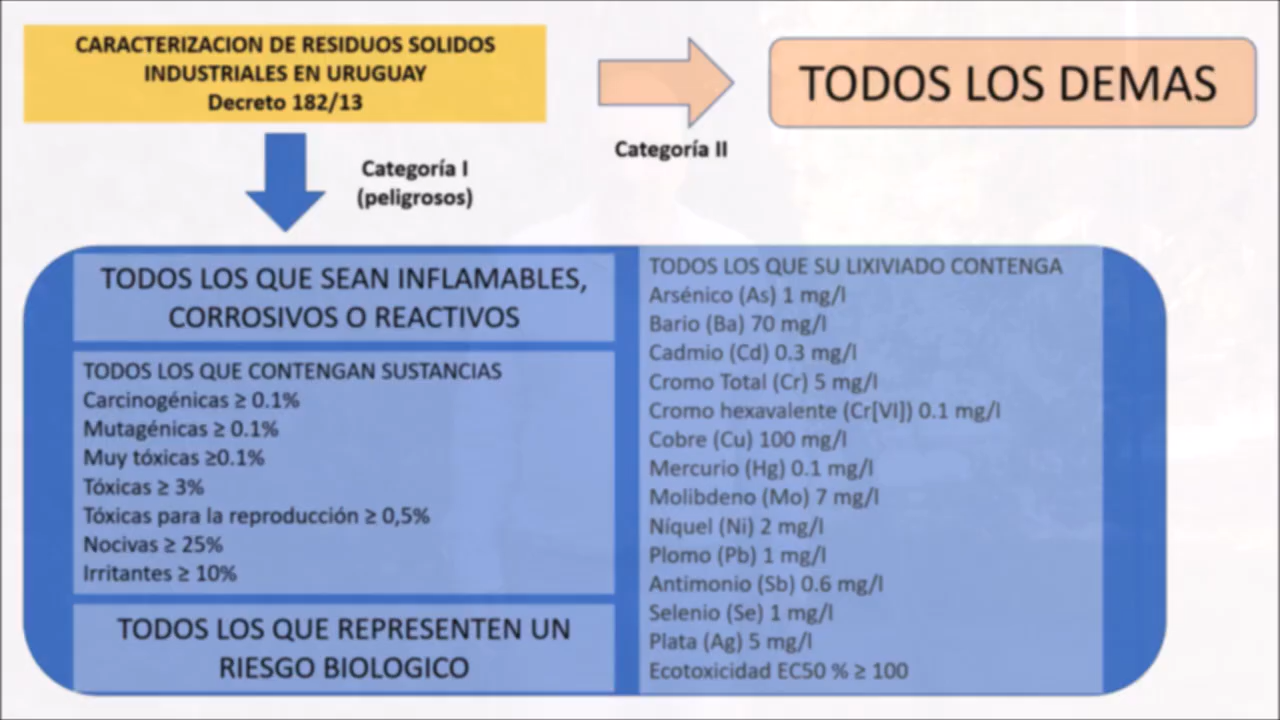 CARACTERIZACION DE RESIDUOS SOLIDOS
INDUSTRIALES EN URUGUAY
Decreto 182/13
TODOS LOS DEMAS
Categoría II
Categoría I
(peligrosos)
TODOS LOS QUE SEAN INFLAMABLES,
CORROSIVOS O REACTIVOS
TODOS LOS QUE CONTENGAN SUSTANCIAS
Carcinogénicas ≥ 0.1%
Mutagénicas ≥ 0.1%
Muy tóxicas ≥0.1%
Tóxicas ≥ 3%
Tóxicas para la reproducción ≥ 0,5%
Nocivas ≥ 25%
Irritantes ≥ 10%
TODOS LOS QUE REPRESENTEN UN
RIESGO BIOLOGICO
TODOS LOS QUE SU LIXIVIADO CONTENGA
Arsénico (As) 1 mg/l
Bario (Ba) 70 mg/l
Cadmio (Cd) 0.3 mg/l
Cromo Total (Cr) 5 mg/l
Cromo hexavalente (Cr[VI]) 0.1 mg/l
Cobre (Cu) 100 mg/l
Mercurio (Hg) 0.1 mg/l
Molibdeno (Mo) 7 mg/l
Níquel (Ni) 2 mg/l
Plomo (Pb) 1 mg/l
Antimonio (Sb) 0.6 mg/l
Selenio (Se) 1 mg/l
Plata (Ag) 5 mg/l
Ecotoxicidad EC50 % ≥ 100